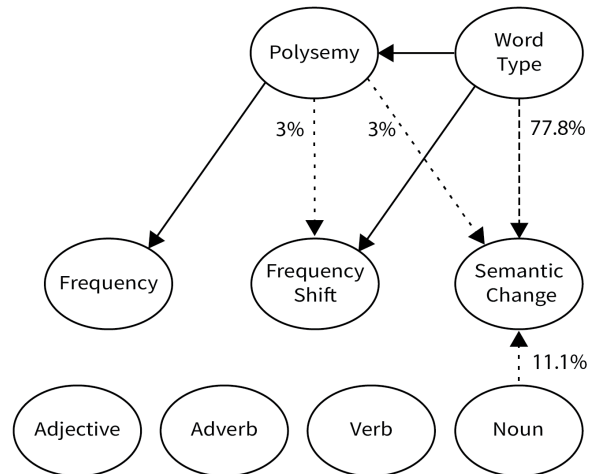 Polysemy
Word
Type
3%
3%
77.8%
Frequency
Frequency
Shift
Semantic
Change
11.1%
Adjective
Adverb
Verb
Noun